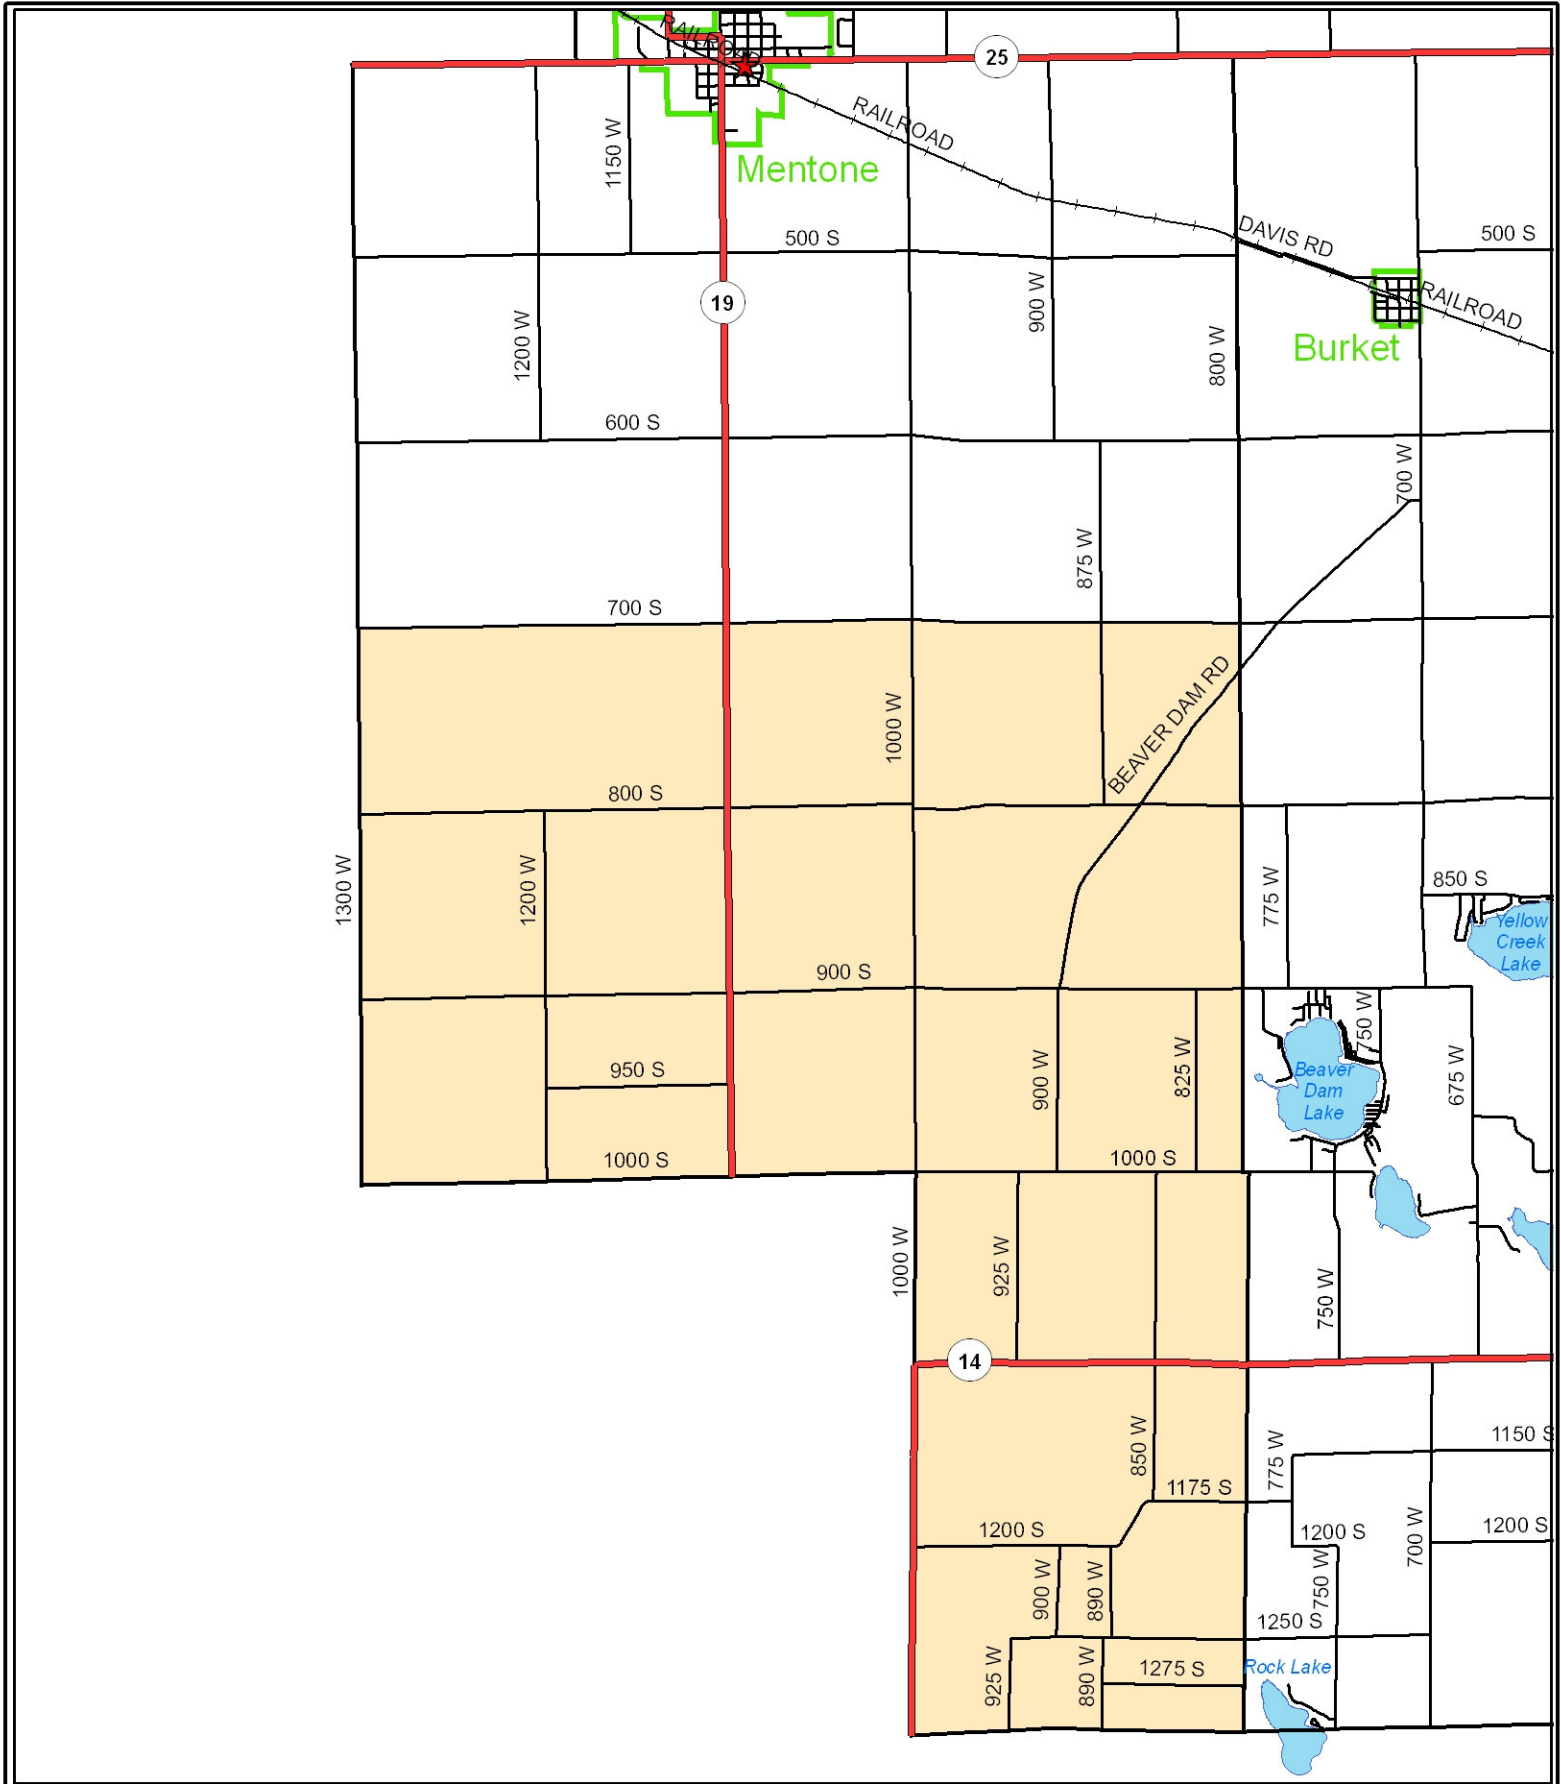 RAILROAD
25
RAILROAD
1150 W
Mentone
500 S
DAVIS RD
500 S
19
900 W
RAILROAD
1200 W
800 W
Burket
600 S
700 W
875 W
700 S
BEAVER DAM RD
1000 W
800 S
1300 W
1200 W
775 W
850 S
Yellow
Creek
Lake
900 S
750 W
950 S
900 W
825 W
Beaver
Dam
Lake
675 W
1000 S
1000 S
1000 W
925 W
750 W
14
850 W
775 W
1150 S
1175 S
1200 S
1200 S
700 W
1200 S
900 W
890 W
750 W
1250 S
925 W
890 W
1275 S
Rock Lake